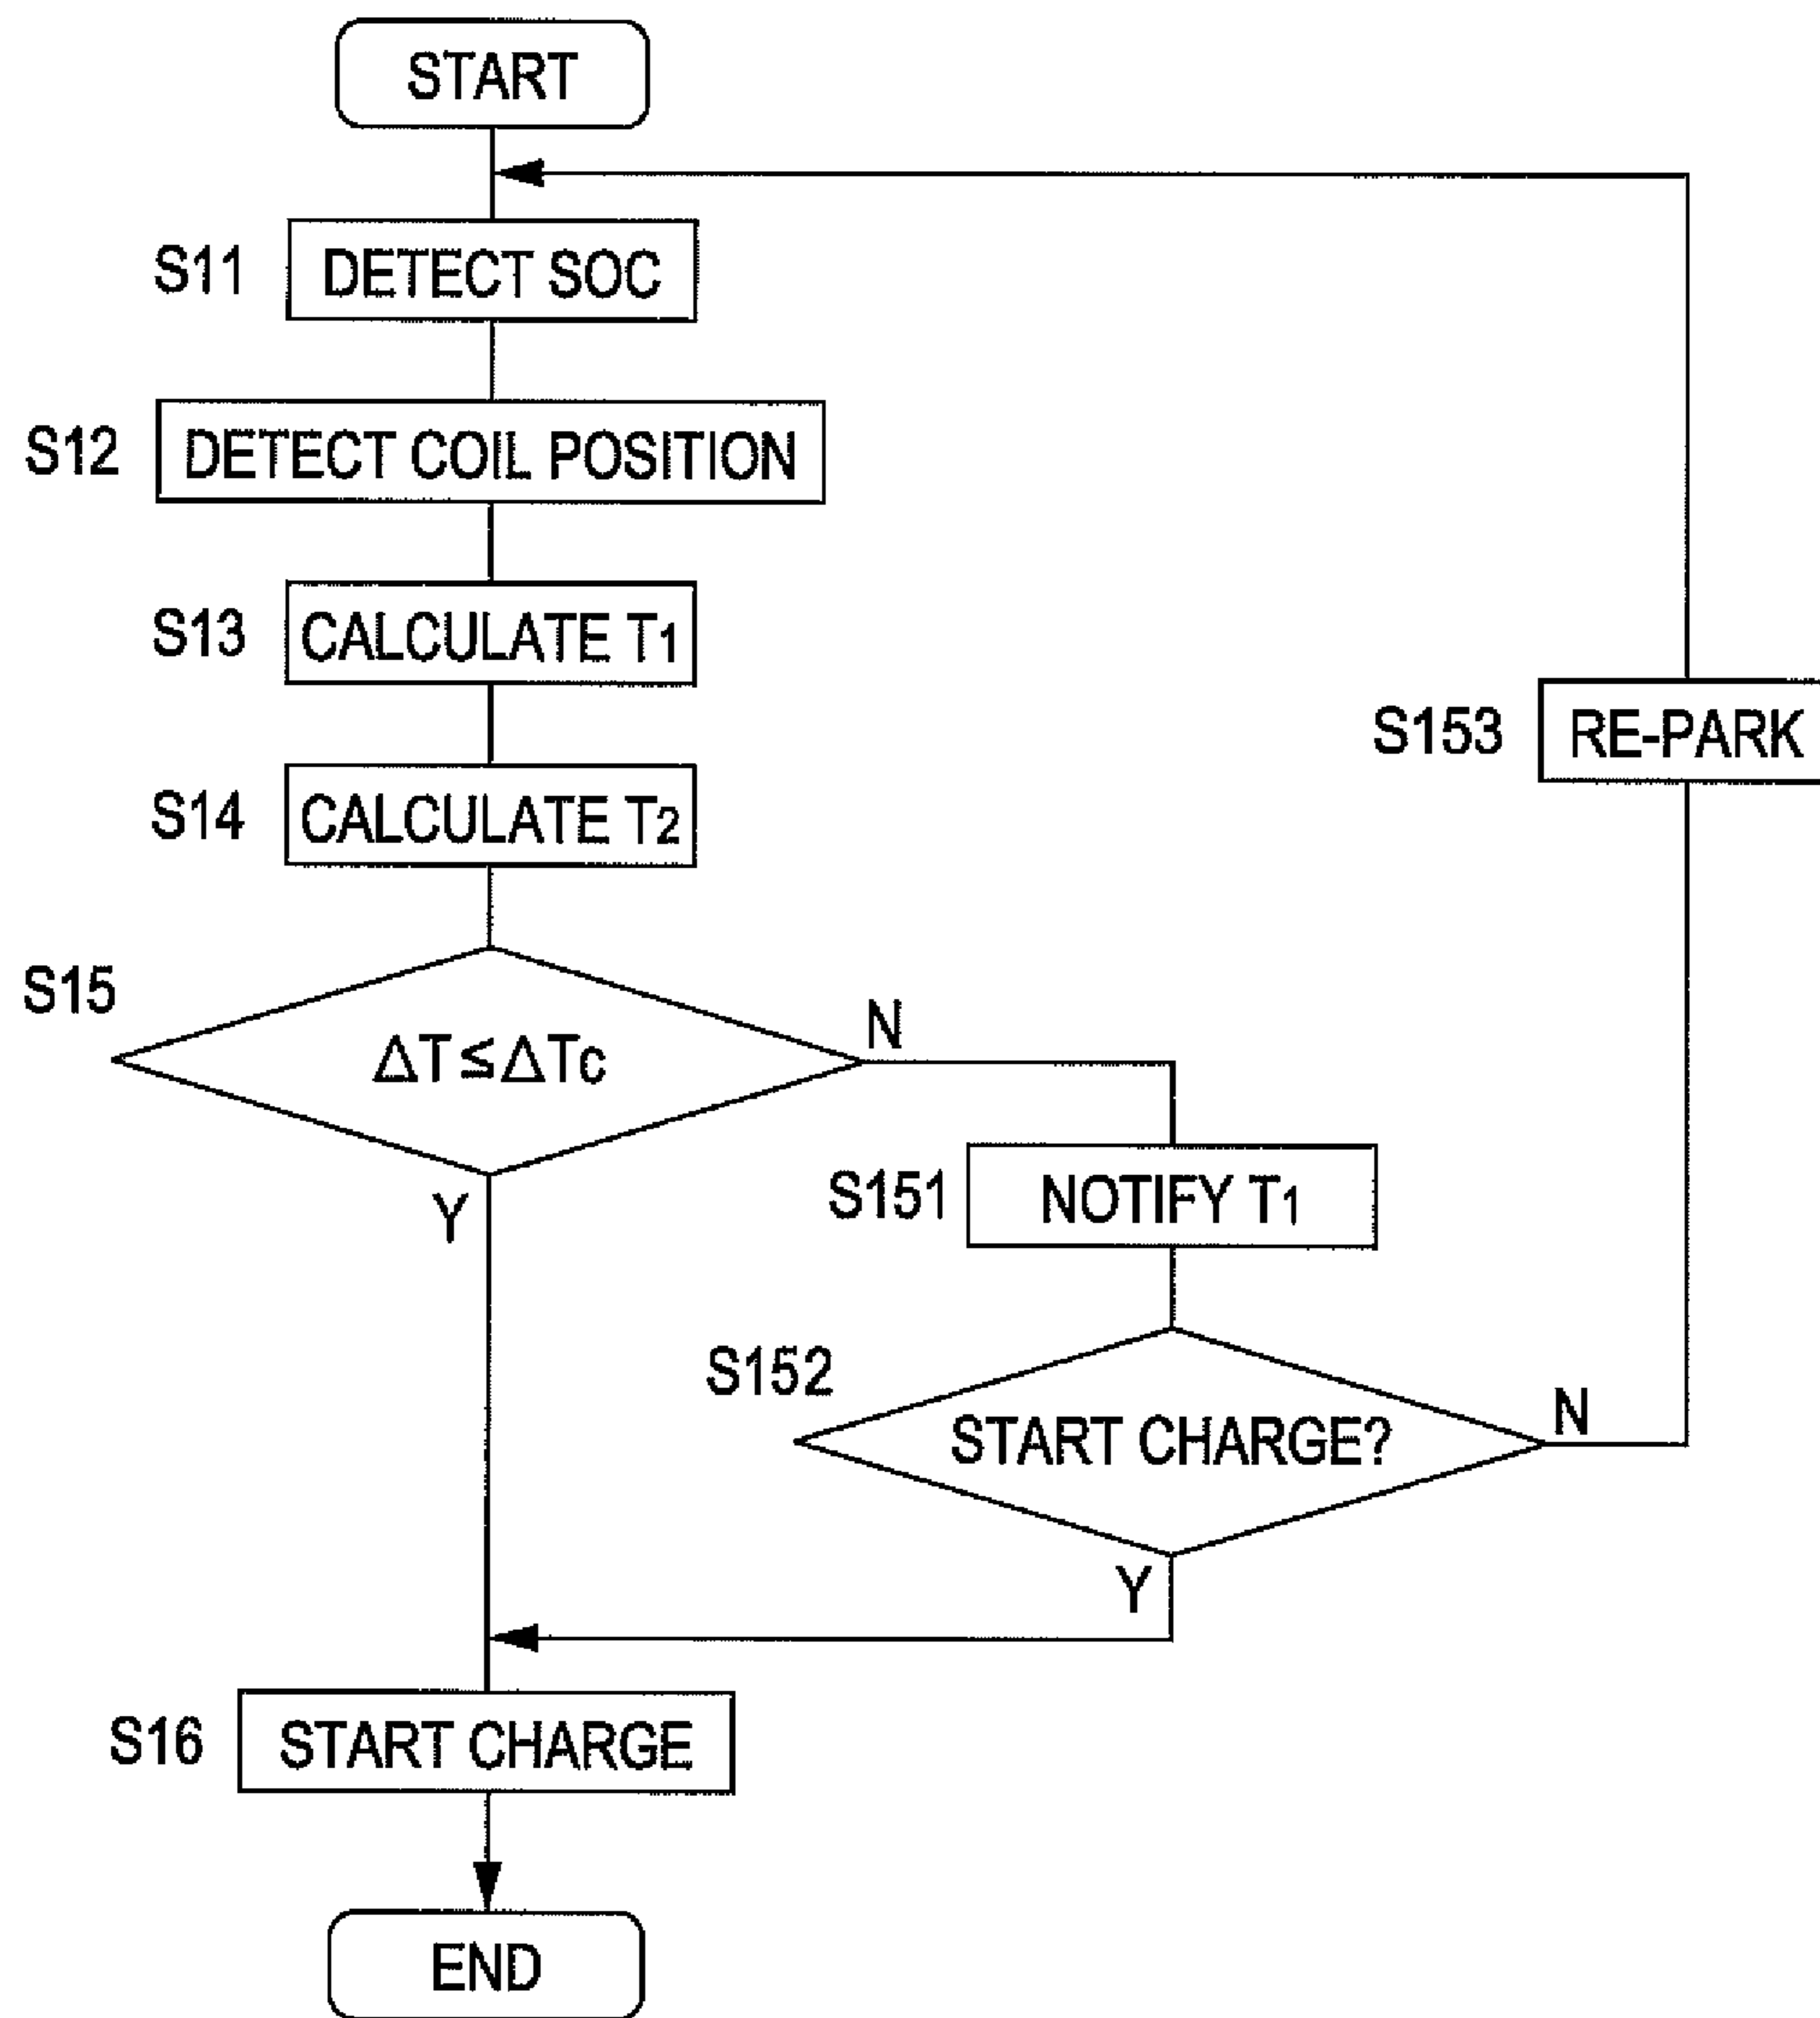 START
S11 DETECT SOC
S12 DETECT COIL POSITION
S13 CALCULATE T1
S153 RE-PARK
S14 CALCULATE T2
S15 ΔT≦ΔTc N
Y
S151 NOTIFY T1
S152 START CHARGE? N
Y
S16 START CHARGE
END